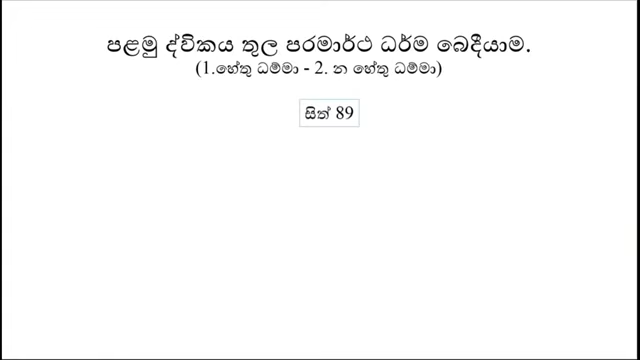 පළමු ද්විකය තුල පරමාර්ථ ධර්ම බෙදීයාම.
(1.හේතු ධම්මා - 2. න හේතු ධම්මා)
සිත් 89